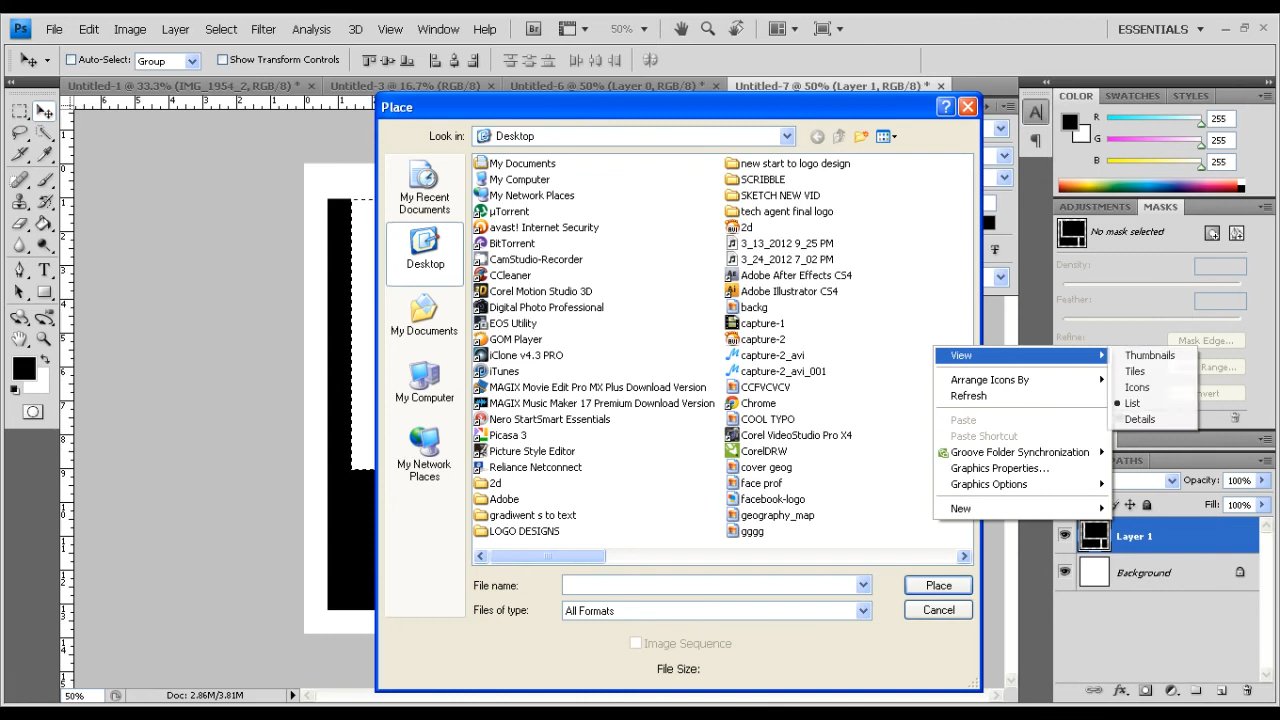 Ps File Edit Image Layer Select Filter Analysis 3D View Window Help Br 50% ESSENTIALS
Auto-Select: Group Show Transform Controls
Untitled-1 @ 33.3% (IMG_1954_2, RGB/8) * Untitled-3 @ 16.7% (RGB/8) Untitled-6 @ 50% (Layer 0, RGB/8) * Untitled-7 @ 50% (Layer 1, RGB/8) *
Place
Look in: Desktop
My Recent Documents
Desktop
My Documents
My Computer
My Network Places
My Documents
My Computer
My Network Places
µTorrent
avast! Internet Security
BitTorrent
CamStudio-Recorder
CCleaner
Corel Motion Studio 3D
Digital Photo Professional
EOS Utility
GOM Player
iClone v4.3 PRO
iTunes
MAGIX Movie Edit Pro MX Plus Download Version
MAGIX Music Maker 17 Premium Download Version
Nero StartSmart Essentials
Picasa 3
Picture Style Editor
Reliance Netconnect
2d
Adobe
gradiwent s to text
LOGO DESIGNS
new start to logo design
SCRIBBLE
SKETCH NEW VID
tech agent final logo
2d
3_13_2012 9_25 PM
3_24_2012 7_02 PM
Adobe After Effects CS4
Adobe Illustrator CS4
backg
capture-1
capture-2
capture-2_avi
capture-2_avi_001
CCFVCVCV
Chrome
COOL TYPO
Corel VideoStudio Pro X4
CorelDRW
cover geog
face prof
facebook-logo
geography_map
gggg
File name:
Place
Files of type: All Formats
Cancel
Image Sequence
File Size:
View
Arrange Icons By
Refresh
Paste
Paste Shortcut
Groove Folder Synchronization
Graphics Properties...
Graphics Options
New
Thumbnails
Tiles
Icons
List
Details
COLOR SWATCHES STYLES
R 255
G 255
B 255
ADJUSTMENTS MASKS
No mask selected
Density:
Feather:
Refine: Mask Edge...
PATHS
Opacity: 100%
Fill: 100%
Layer 1
Background
50% Doc: 2.86M/3.81M